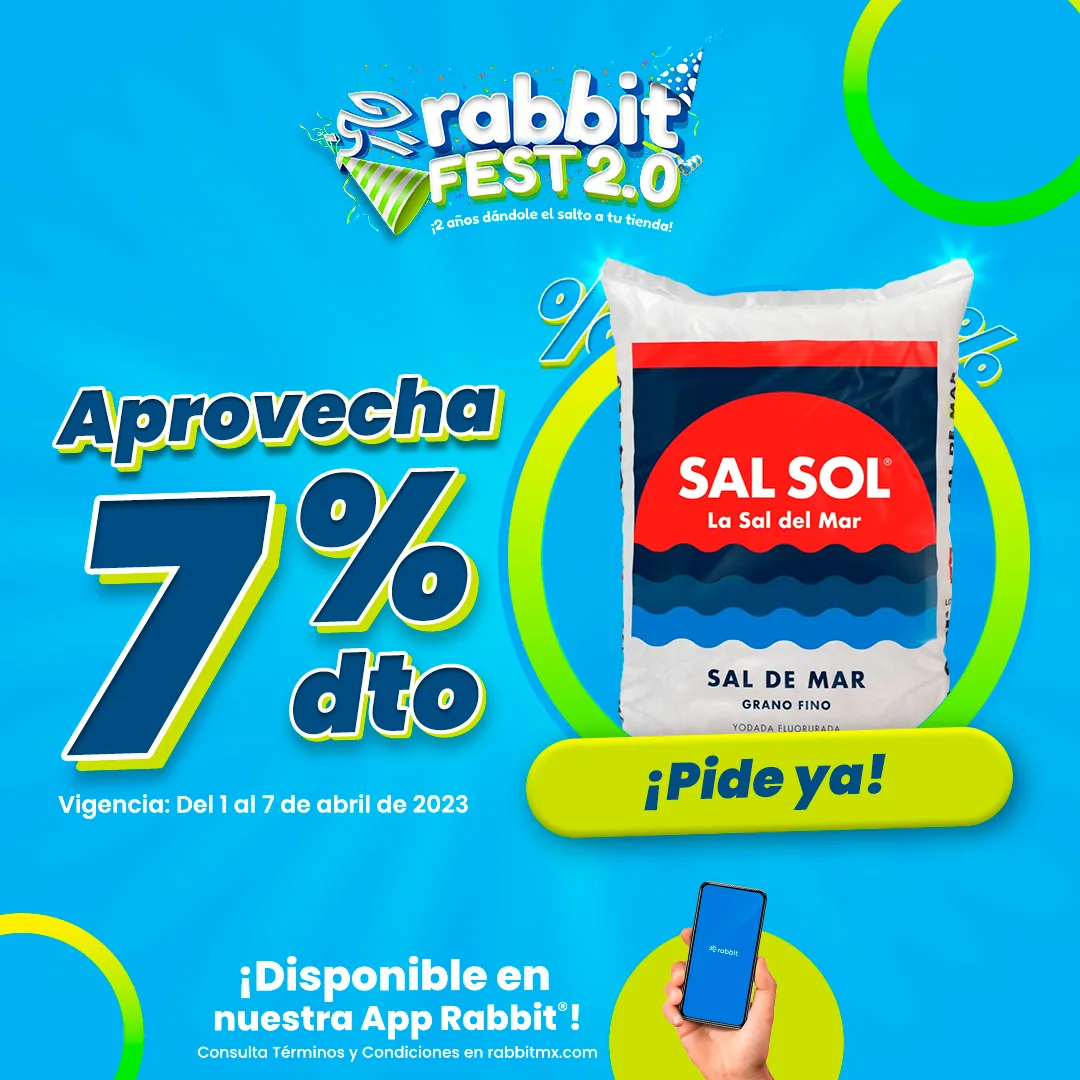 rabbit
FEST 2.0
¡2 años dándole el salto a tu tienda!
%
%
Aprovecha
7%
dto
SAL SOL®
La Sal del Mar
SAL DE MAR
GRANO FINO
YODADA FLUORURADA
¡Pide ya!
Vigencia: Del 1 al 7 de abril de 2023
rabbit
¡Disponible en
nuestra App Rabbit®!
Consulta Términos y Condiciones en rabbitmx.com